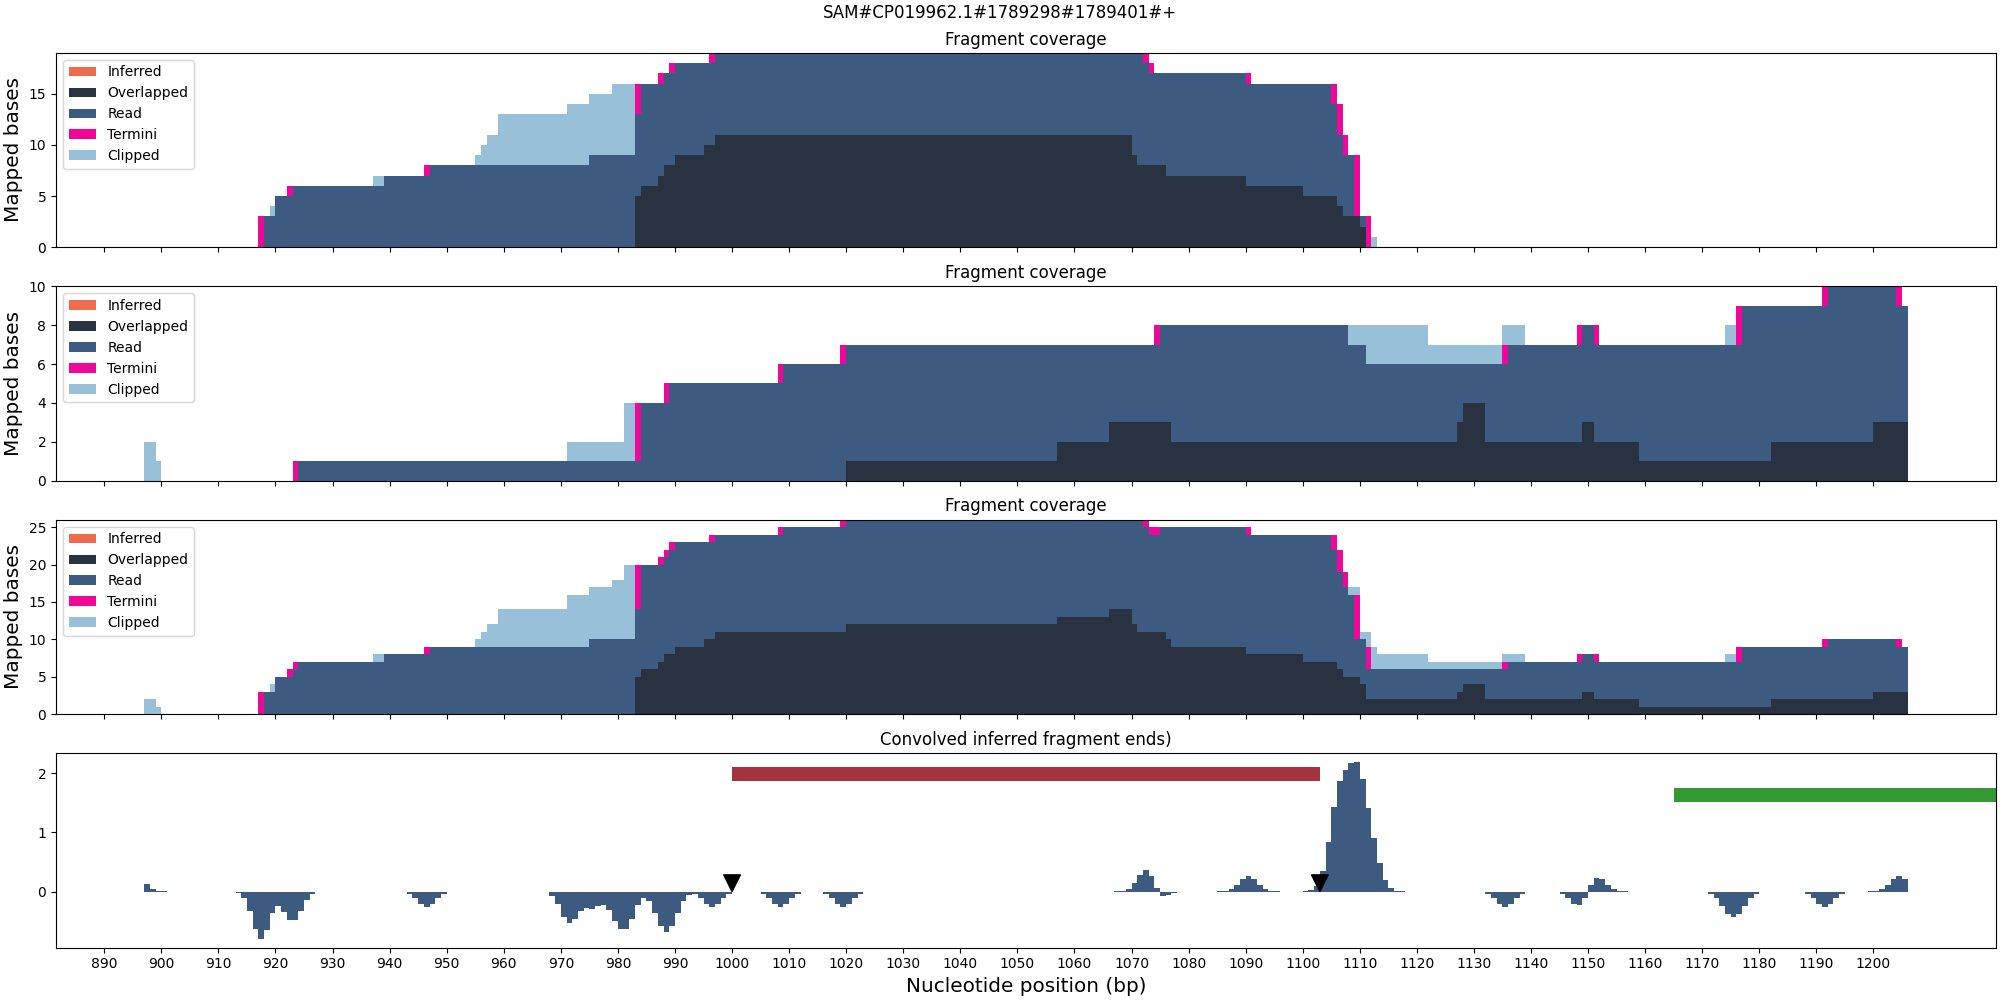 SAM#CP019962.1#1789298#1789401#+
Fragment coverage
Mapped bases
15
10
5
0
Inferred
Overlapped
Read
Termini
Clipped
Fragment coverage
Mapped bases
10
8
6
4
2
0
Inferred
Overlapped
Read
Termini
Clipped
Fragment coverage
Mapped bases
25
20
15
10
5
0
Inferred
Overlapped
Read
Termini
Clipped
Convolved inferred fragment ends)
2
1
0
890 900 910 920 930 940 950 960 970 980 990 1000 1010 1020 1030 1040 1050 1060 1070 1080 1090 1100 1110 1120 1130 1140 1150 1160 1170 1180 1190 1200
Nucleotide position (bp)